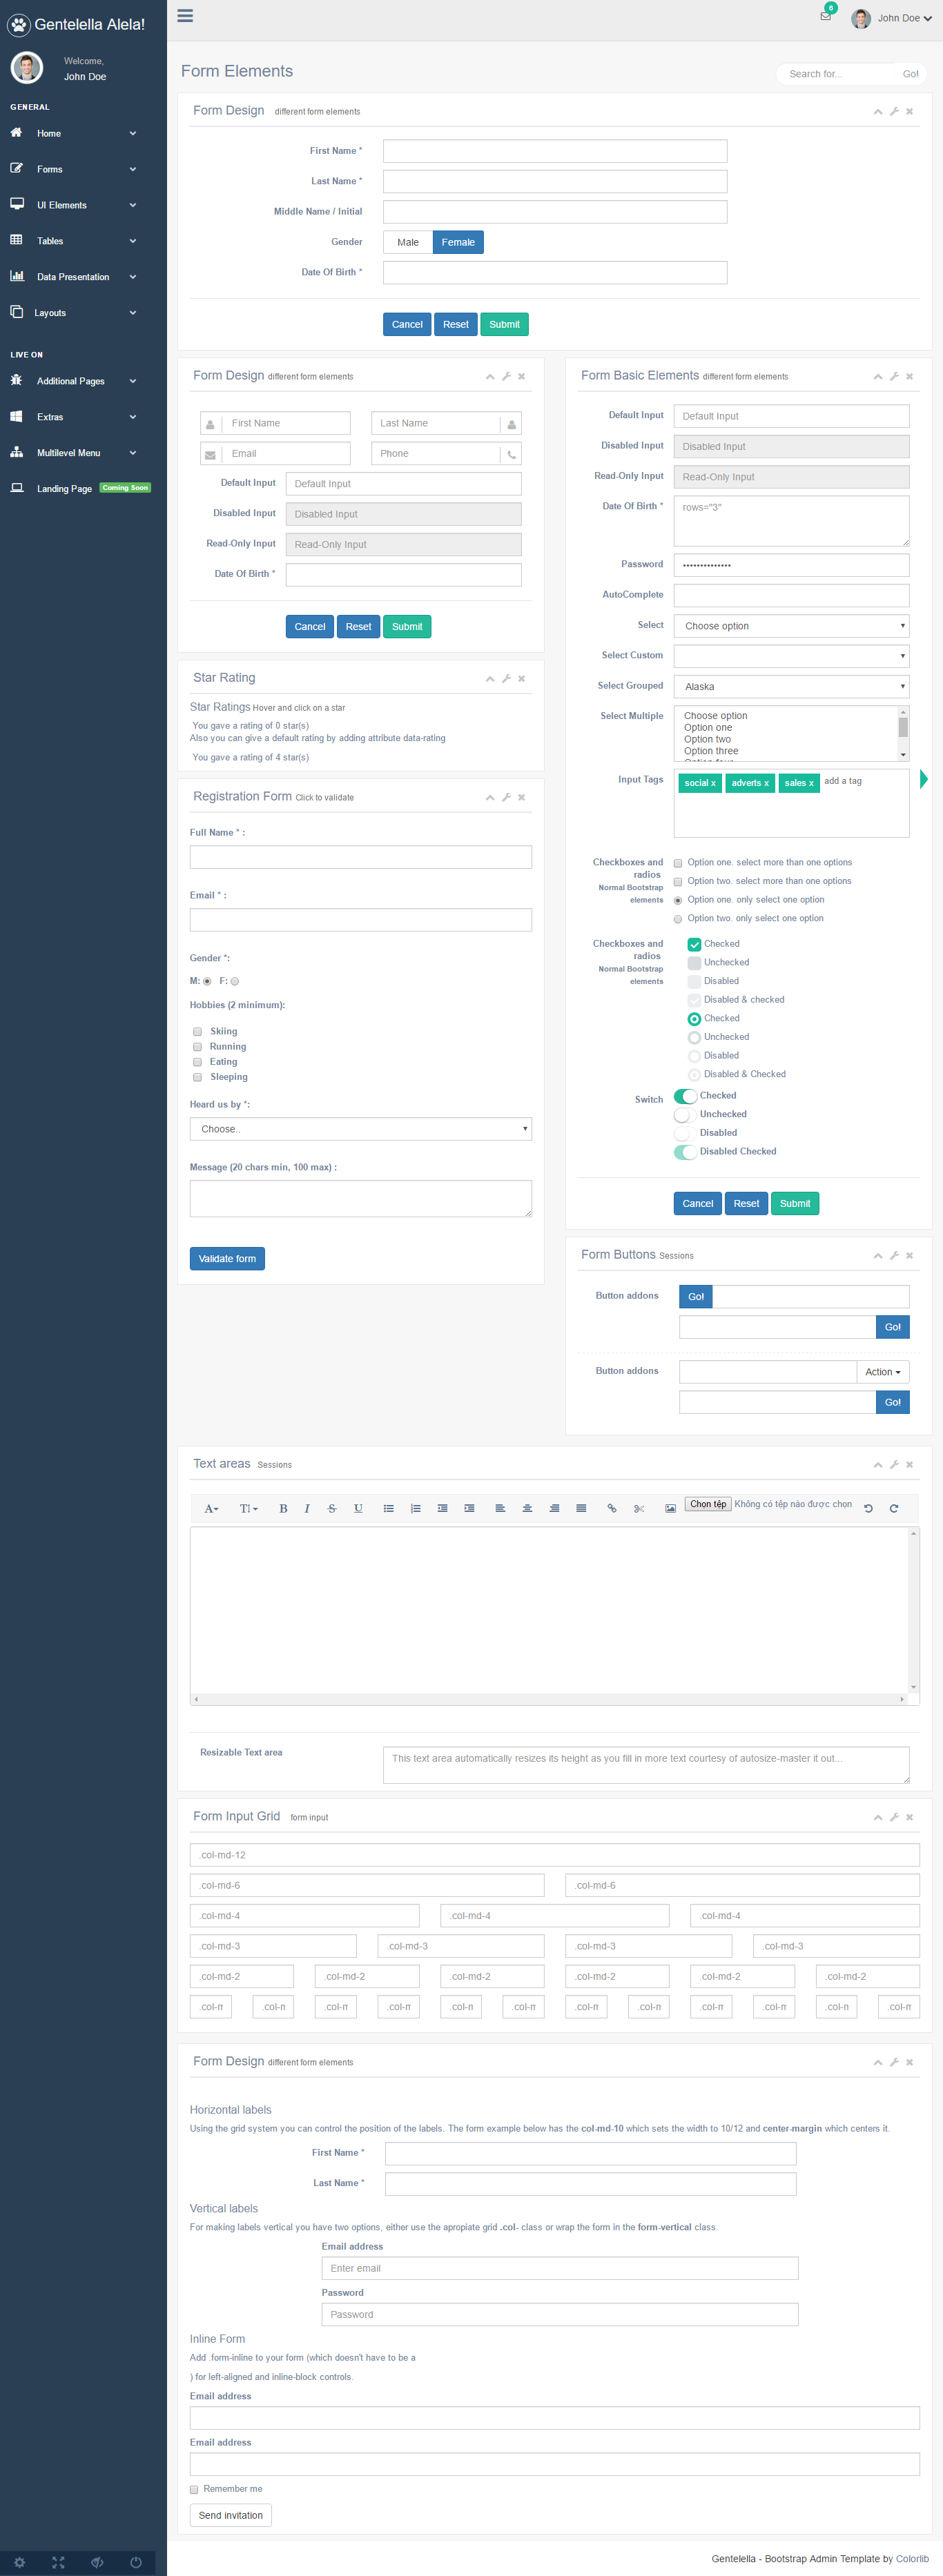 Gentelella Alela!
Welcome,
John Doe
GENERAL
Home
Forms
UI Elements
Tables
Data Presentation
Layouts
LIVE ON
Additional Pages
Extras
Multilevel Menu
Landing Page Coming Soon
6
John Doe
Form Elements
Search for... Go!
Form Design different form elements
First Name *
Last Name *
Middle Name / Initial
Gender Male Female
Date Of Birth *
Cancel Reset Submit
Form Design different form elements
First Name Last Name
Email Phone
Default Input Default Input
Disabled Input Disabled Input
Read-Only Input Read-Only Input
Date Of Birth *
Cancel Reset Submit
Star Rating
Star Ratings Hover and click on a star
You gave a rating of 0 star(s)
Also you can give a default rating by adding attribute data-rating
You gave a rating of 4 star(s)
Registration Form Click to validate
Full Name * :
Email * :
Gender *:
M: F:
Hobbies (2 minimum):
Skiing
Running
Eating
Sleeping
Heard us by *:
Choose..
Message (20 chars min, 100 max) :
Validate form
Form Basic Elements different form elements
Default Input Default Input
Disabled Input Disabled Input
Read-Only Input Read-Only Input
Date Of Birth * rows="3"
Password ••••••••••••••
AutoComplete
Select Choose option
Select Custom
Select Grouped Alaska
Select Multiple Choose option
Option one
Option two
Option three
Option four
Input Tags social x adverts x sales x add a tag
Checkboxes and radios
Normal Bootstrap elements
Option one. select more than one options
Option two. select more than one options
Option one. only select one option
Option two. only select one option
Checkboxes and radios
Normal Bootstrap elements
Checked
Unchecked
Disabled
Disabled & checked
Checked
Unchecked
Disabled
Disabled & Checked
Switch Checked
Unchecked
Disabled
Disabled Checked
Cancel Reset Submit
Form Buttons Sessions
Button addons Go!
Go!
Button addons Action
Go!
Text areas Sessions
A T B I S U Chọn tệp Không có tệp nào được chọn
Resizable Text area This text area automatically resizes its height as you fill in more text courtesy of autosize-master it out...
Form Input Grid form input
.col-md-12
.col-md-6 .col-md-6
.col-md-4 .col-md-4 .col-md-4
.col-md-3 .col-md-3 .col-md-3 .col-md-3
.col-md-2 .col-md-2 .col-md-2 .col-md-2 .col-md-2 .col-md-2
Form Design different form elements
Horizontal labels
Using the grid system you can control the position of the labels. The form example below has the col-md-10 which sets the width to 10/12 and center-margin which centers it.
First Name *
Last Name *
Vertical labels
For making labels vertical you have two options, either use the apropiate grid .col- class or wrap the form in the form-vertical class.
Email address
Enter email
Password
Password
Inline Form
Add .form-inline to your form (which doesn't have to be a
) for left-aligned and inline-block controls.
Email address
Email address
Remember me
Send invitation
Gentelella - Bootstrap Admin Template by Colorlib